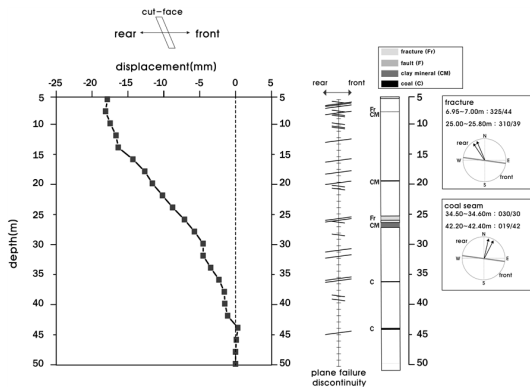 cut-face
rear front
displacement(mm)
-25 -20 -15 -10 -5 0 5
5
10
15
20
25
30
35
40
45
50
depth(m)
5
10
15
20
25
30
35
40
45
50
rear front
Fr
CM
CM
Fr
CM
C
C
plane failure
discontinuity
5
10
15
20
25
30
35
40
45
50
fracture (Fr)
fault (F)
clay mineral (CM)
coal (C)
fracture
6.95~7.00m : 325/44
25.00~25.80m : 310/39
N
rear
W E
front
S
coal seam
34.50~34.60m : 030/30
42.20~42.40m : 019/42
N
rear
W E
front
S